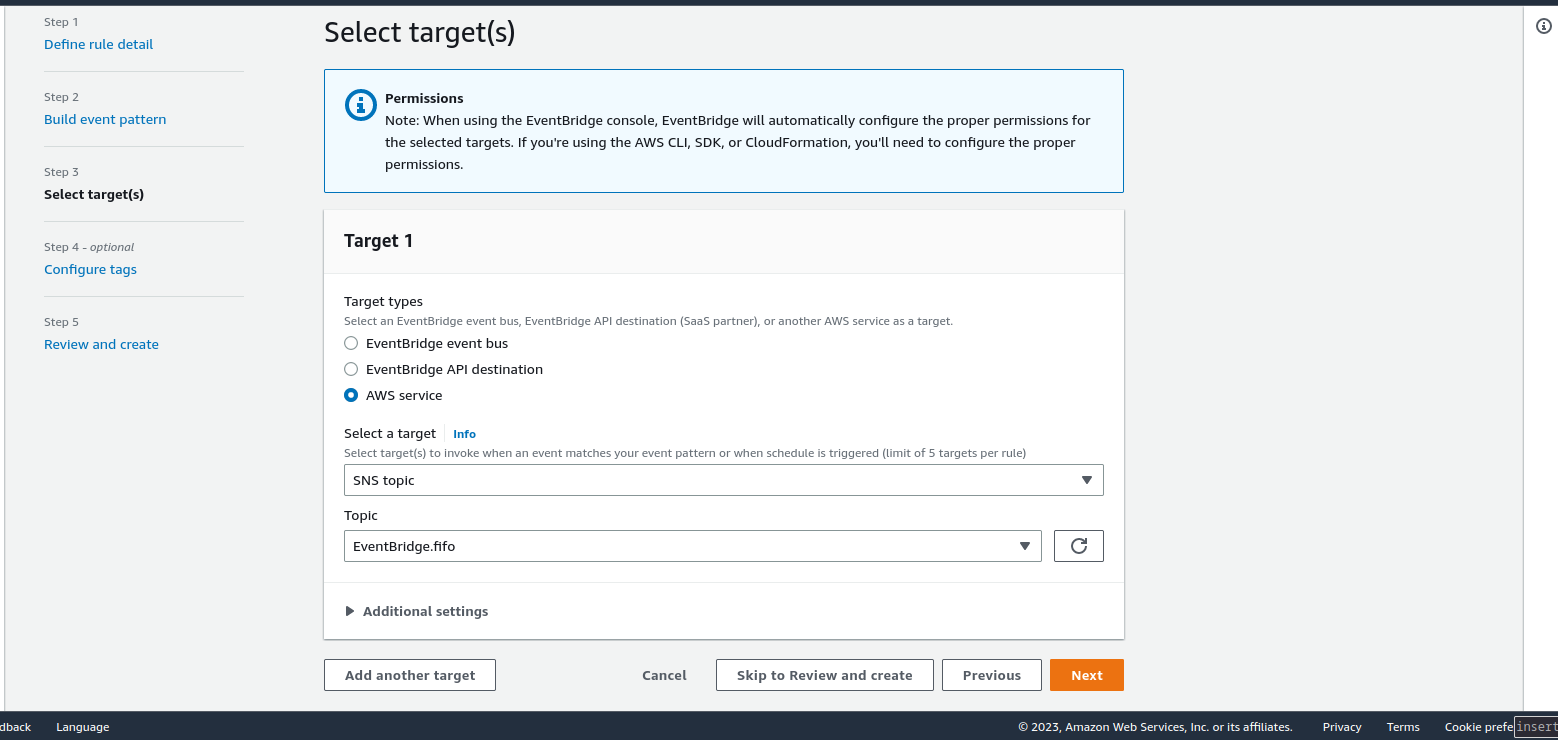 Step 1
Define rule detail
Step 2
Build event pattern
Step 3
Select target(s)
Step 4 - optional
Configure tags
Step 5
Review and create
Select target(s)
Permissions
Note: When using the EventBridge console, EventBridge will automatically configure the proper permissions for
the selected targets. If you're using the AWS CLI, SDK, or CloudFormation, you'll need to configure the proper
permissions.
Target 1
Target types
Select an EventBridge event bus, EventBridge API destination (SaaS partner), or another AWS service as a target.
EventBridge event bus
EventBridge API destination
AWS service
Select a target Info
Select target(s) to invoke when an event matches your event pattern or when schedule is triggered (limit of 5 targets per rule)
SNS topic
Topic
EventBridge.fifo
Additional settings
Add another target Cancel Skip to Review and create Previous Next
dback Language © 2023, Amazon Web Services, Inc. or its affiliates. Privacy Terms Cookie prefe insert